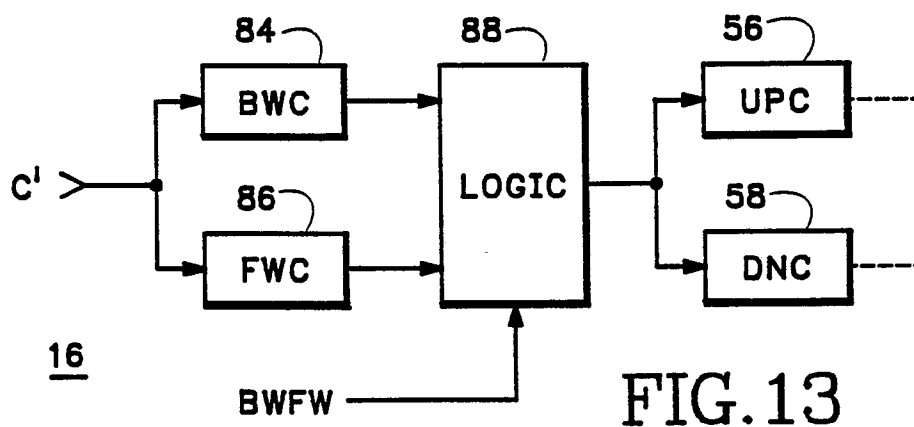 84
88
56
BWC
UPC
C'
LOGIC
86
58
FWC
DNC
16
BWFW
FIG.13